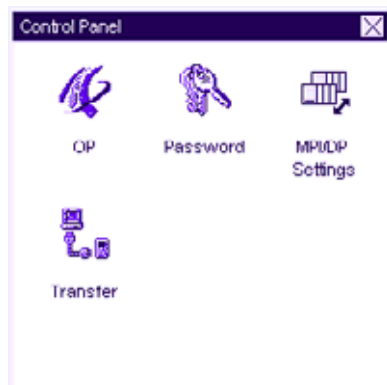 Control Panel
OP
Password
MPI/DP
Settings
Transfer